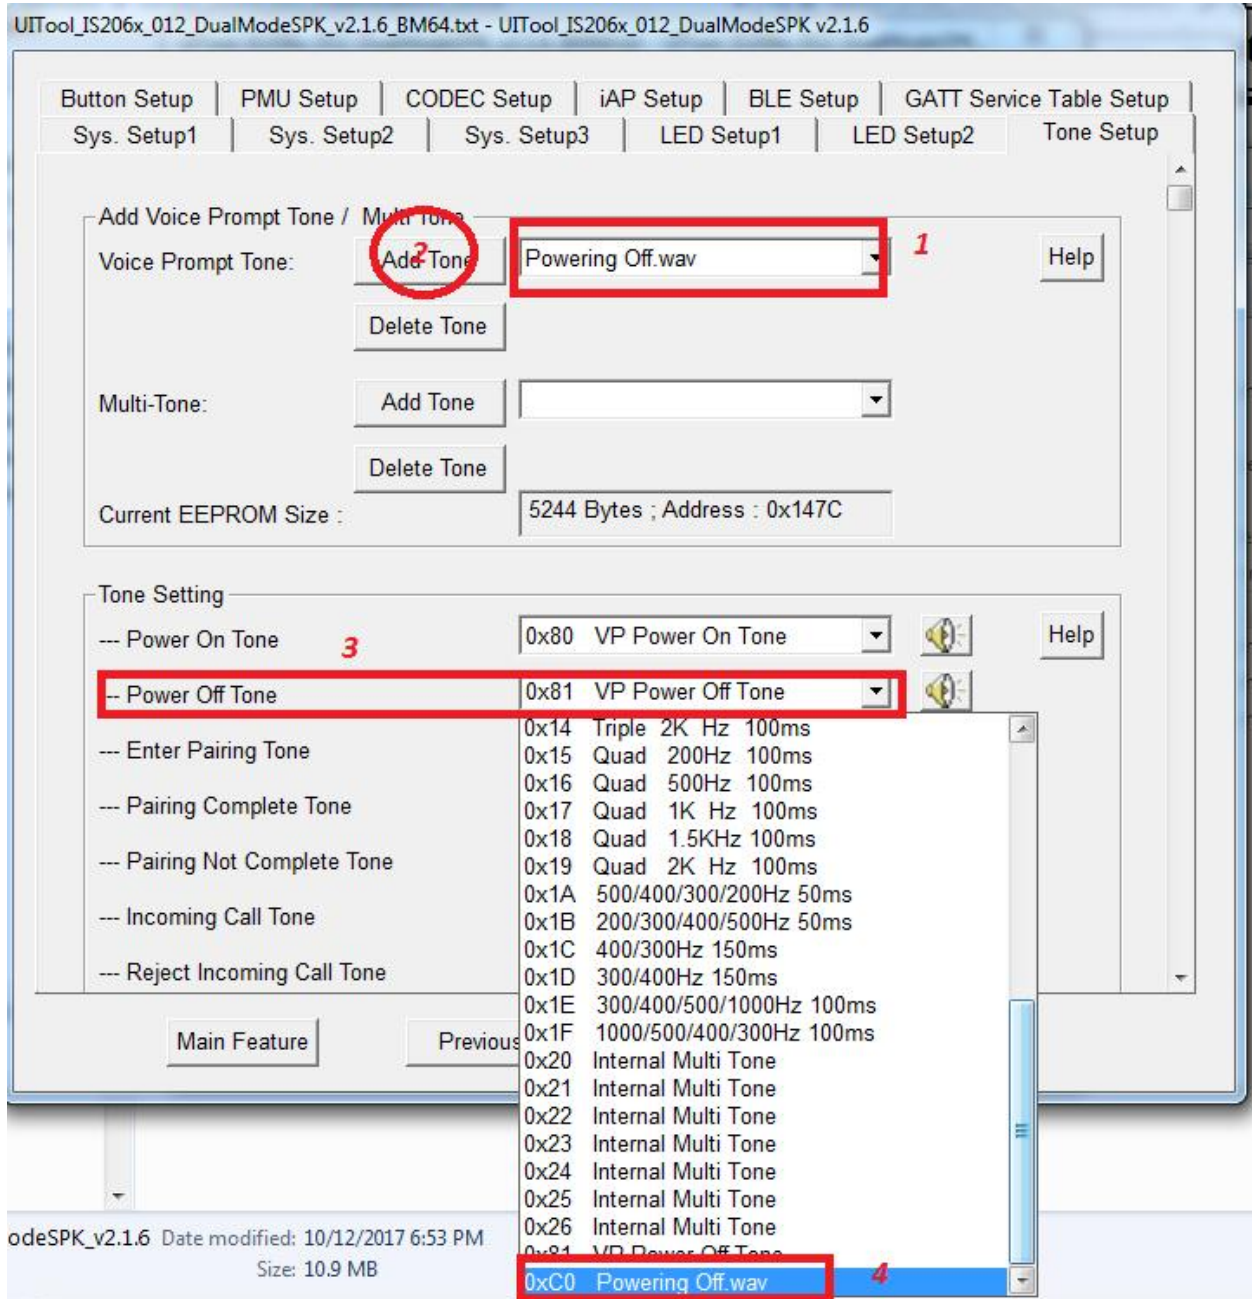 UITool_IS206x_012_DualModeSPK_v2.1.6_BM64.txt - UITool_IS206x_012_DualModeSPK v2.1.6
Button Setup PMU Setup CODEC Setup iAP Setup BLE Setup GATT Service Table Setup
Sys. Setup1 Sys. Setup2 Sys. Setup3 LED Setup1 LED Setup2 Tone Setup
Add Voice Prompt Tone / Multi Tone
Voice Prompt Tone: Add Tone 2 Powering Off.wav 1 Help
Delete Tone
Multi-Tone: Add Tone
Delete Tone
Current EEPROM Size : 5244 Bytes ; Address : 0x147C
Tone Setting
--- Power On Tone 3 0x80 VP Power On Tone Help
-- Power Off Tone 0x81 VP Power Off Tone
0x14 Triple 2K Hz 100ms
--- Enter Pairing Tone 0x15 Quad 200Hz 100ms
0x16 Quad 500Hz 100ms
--- Pairing Complete Tone 0x17 Quad 1K Hz 100ms
0x18 Quad 1.5KHz 100ms
--- Pairing Not Complete Tone 0x19 Quad 2K Hz 100ms
0x1A 500/400/300/200Hz 50ms
--- Incoming Call Tone 0x1B 200/300/400/500Hz 50ms
0x1C 400/300Hz 150ms
--- Reject Incoming Call Tone 0x1D 300/400Hz 150ms
0x1E 300/400/500/1000Hz 100ms
Main Feature Previous 0x1F 1000/500/400/300Hz 100ms
0x20 Internal Multi Tone
0x21 Internal Multi Tone
0x22 Internal Multi Tone
0x23 Internal Multi Tone
0x24 Internal Multi Tone
0x25 Internal Multi Tone
odeSPK_v2.1.6 Date modified: 10/12/2017 6:53 PM 0x26 Internal Multi Tone
0x81 VP Power Off Tone
Size: 10.9 MB 0xC0 Powering Off.wav 4